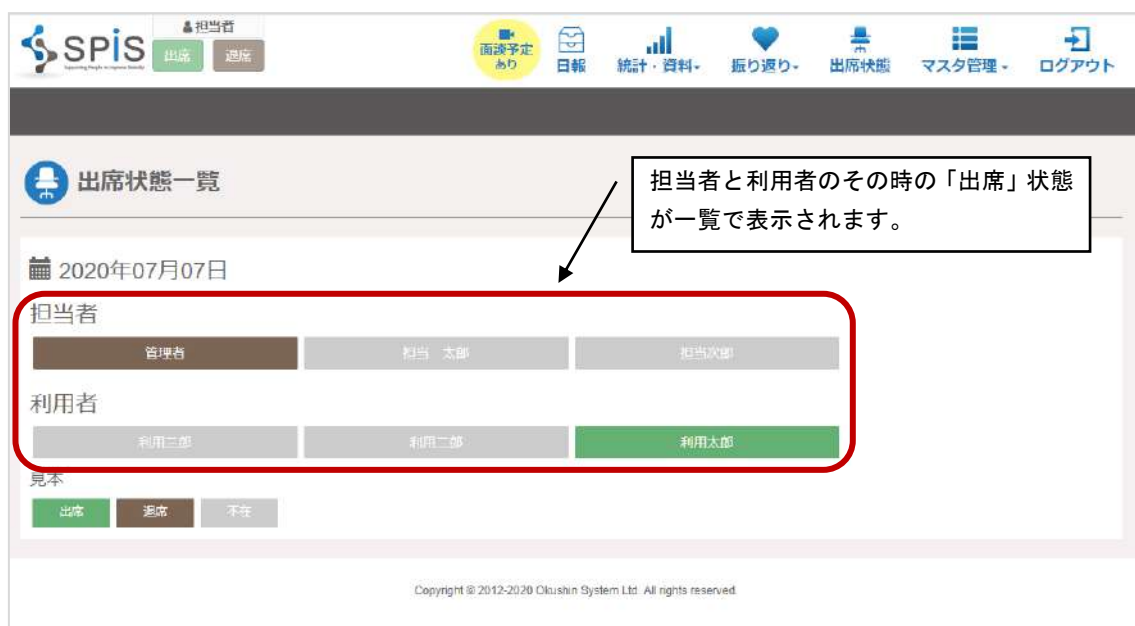 SPiS
担当者
出席 退席
面談予定
あり
日報
統計・資料
振り返り
出席状態
マスタ管理
ログアウト
出席状態一覧
担当者と利用者のその時の「出席」状態
が一覧で表示されます。
2020年07月07日
担当者
管理者 担当 太郎 担当次郎
利用者
利用三郎 利用二郎 利用太郎
見本
出席 退席 不在
Copyright © 2012-2020 Okushin System Ltd. All rights reserved.